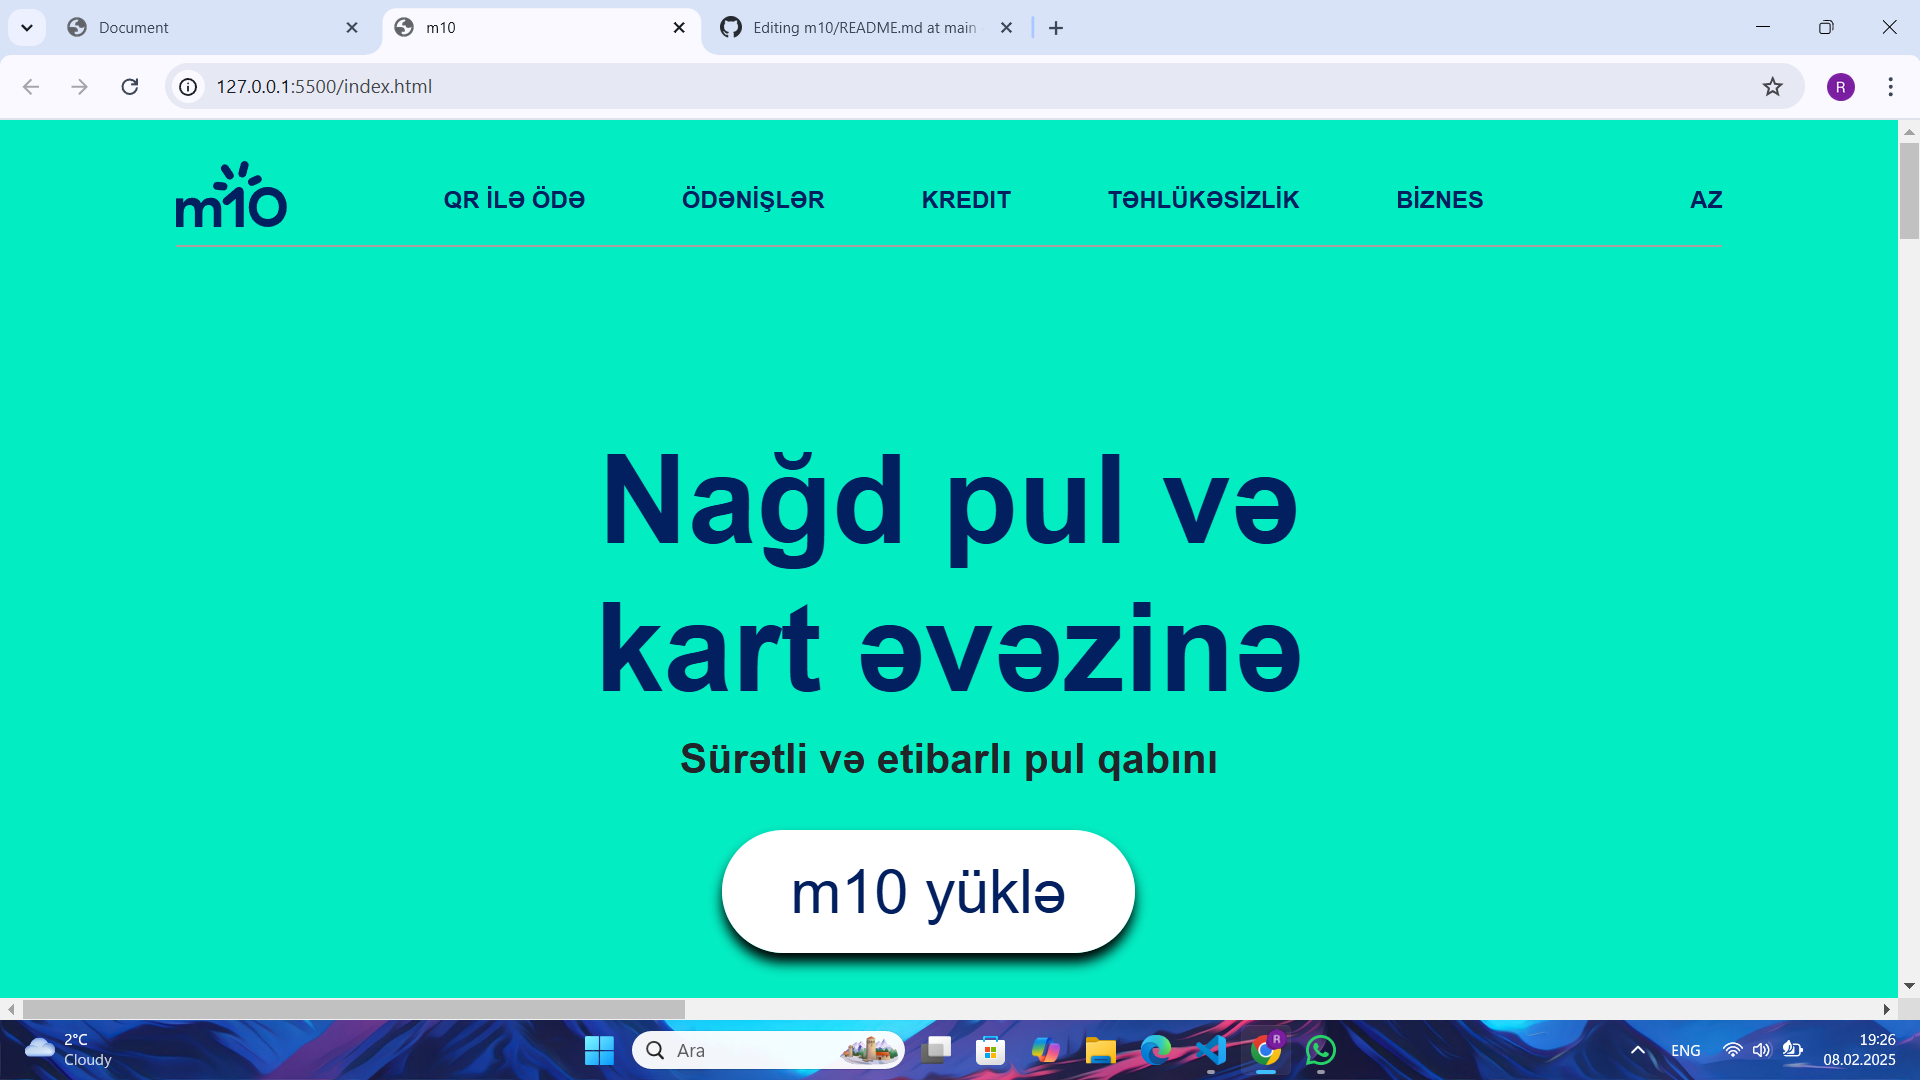 Document
m10
Editing m10/README.md at main
127.0.0.1:5500/index.html
R
m10
QR İLƏ ÖDƏ
ÖDƏNİŞLƏR
KREDIT
TƏHLÜKƏSİZLİK
BİZNES
AZ
Nağd pul və
kart əvəzinə
Sürətli və etibarlı pul qabını
m10 yüklə
2°C
Cloudy
Ara
R
ENG
19:26
08.02.2025